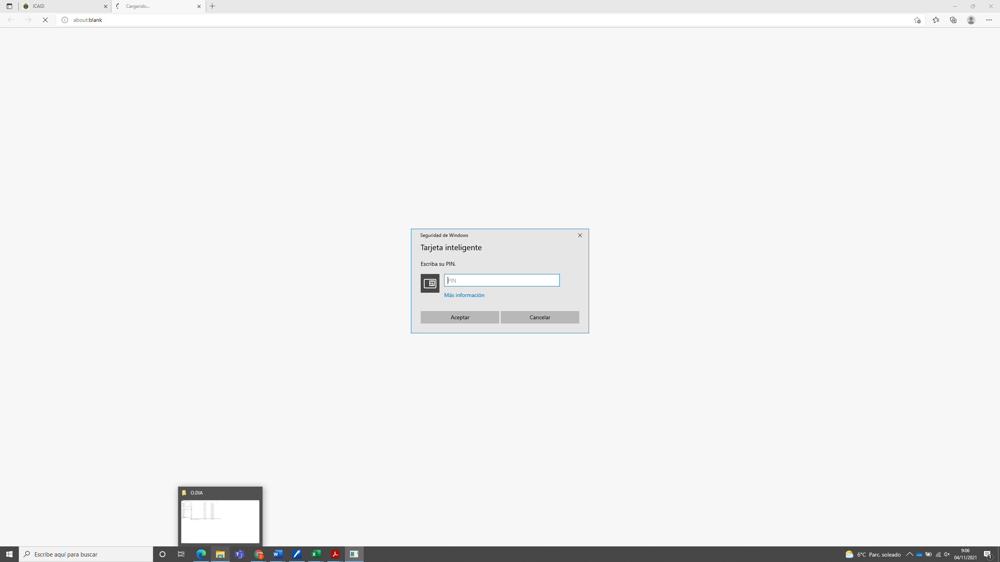 ICAGI
Cargando...
about:blank
Seguridad de Windows
Tarjeta inteligente
Escriba su PIN.
PIN
Más información
Aceptar
Cancelar
O.DIA
Escribe aquí para buscar
6°C Parc. soleado
9:06
04/11/2021
1